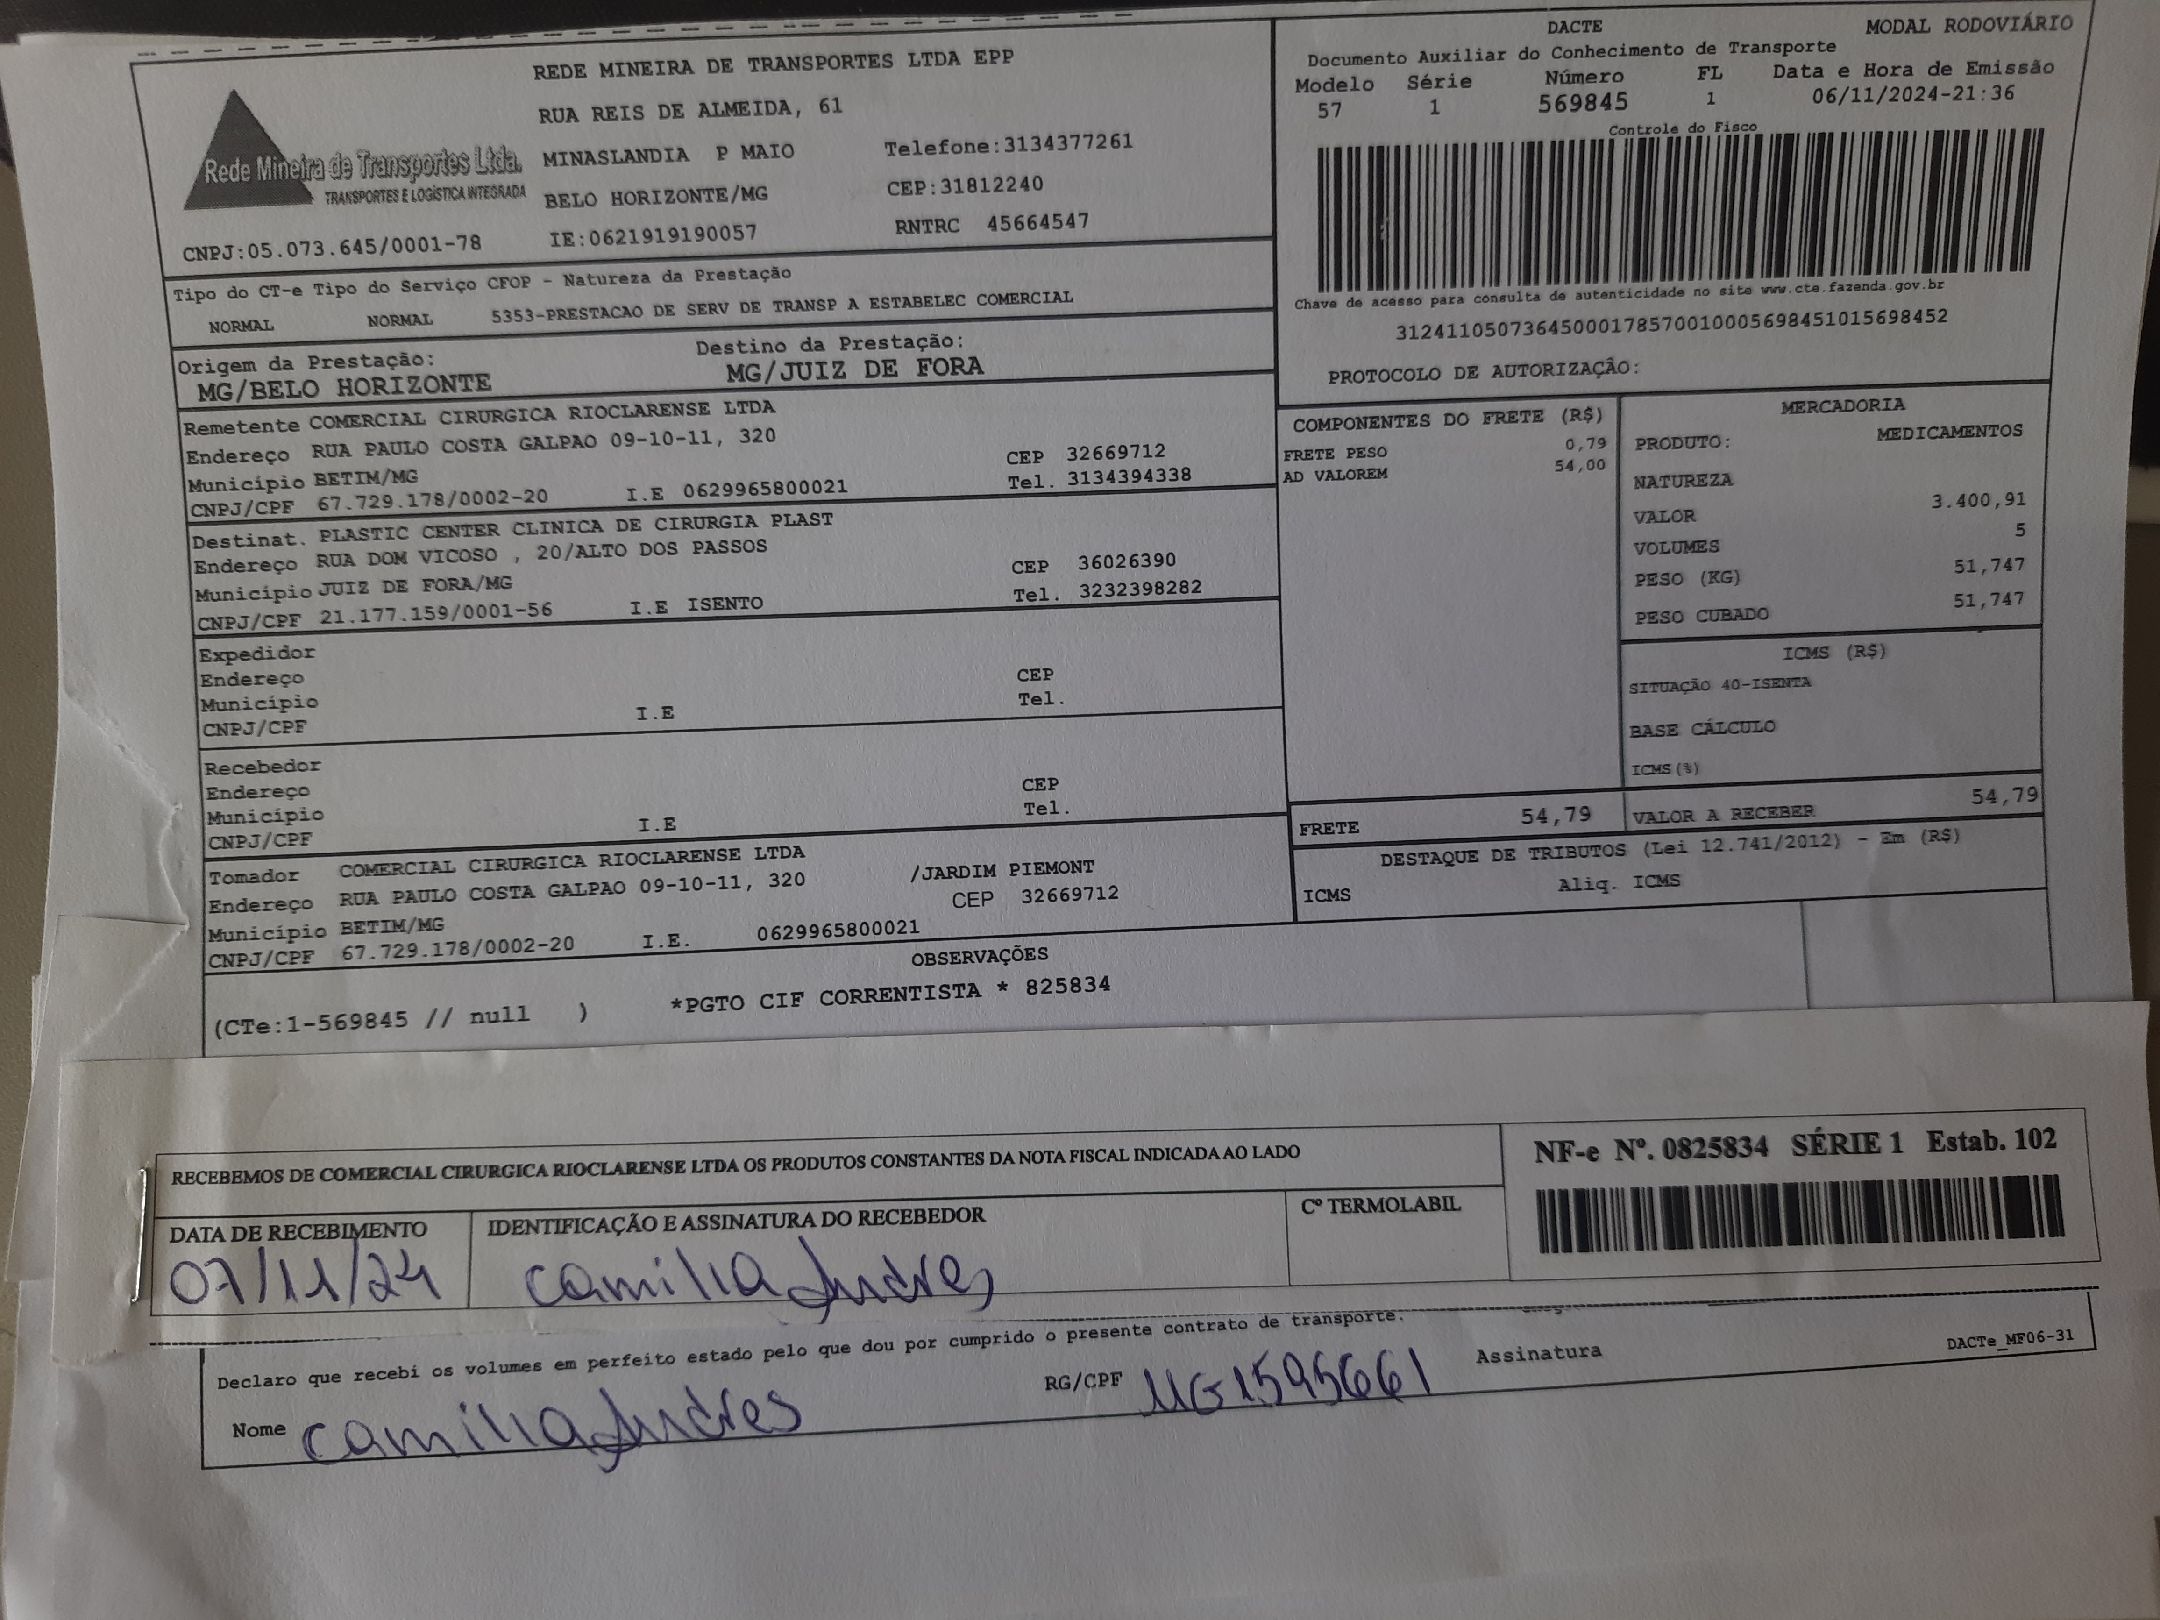 REDE MINEIRA DE TRANSPORTES LTDA EPP
RUA REIS DE ALMEIDA, 61
MINASLANDIA P MAIO Telefone:3134377261
BELO HORIZONTE/MG CEP:31812240
CNPJ:05.073.645/0001-78 IE:0621919190057 RNTRC 45664547
Rede Mineira de Transportes Ltda.
TRANSPORTES E LOGÍSTICA INTEGRADA
DACTE MODAL RODOVIÁRIO
Documento Auxiliar do Conhecimento de Transporte
Modelo Série Número FL Data e Hora de Emissão
57 1 569845 1 06/11/2024-21:36
Controle do Fisco
Chave de acesso para consulta de autenticidade no site www.cte.fazenda.gov.br
31241105073645000178570010005698451015698452
PROTOCOLO DE AUTORIZAÇÃO:
Tipo do CT-e Tipo do Serviço CFOP - Natureza da Prestação
NORMAL NORMAL 5353-PRESTACAO DE SERV DE TRANSP A ESTABELEC COMERCIAL
Origem da Prestação: Destino da Prestação:
MG/BELO HORIZONTE MG/JUIZ DE FORA
Remetente COMERCIAL CIRURGICA RIOCLARENSE LTDA
Endereço RUA PAULO COSTA GALPAO 09-10-11, 320 CEP 32669712
Município BETIM/MG Tel. 3134394338
CNPJ/CPF 67.729.178/0002-20 I.E 0629965800021
Destinat. PLASTIC CENTER CLINICA DE CIRURGIA PLAST
Endereço RUA DOM VICOSO , 20/ALTO DOS PASSOS CEP 36026390
Município JUIZ DE FORA/MG Tel. 3232398282
CNPJ/CPF 21.177.159/0001-56 I.E ISENTO
Expedidor
Endereço CEP
Município Tel.
CNPJ/CPF I.E
Recebedor
Endereço CEP
Município Tel.
CNPJ/CPF I.E
Tomador COMERCIAL CIRURGICA RIOCLARENSE LTDA
Endereço RUA PAULO COSTA GALPAO 09-10-11, 320 /JARDIM PIEMONT
Município BETIM/MG CEP 32669712
CNPJ/CPF 67.729.178/0002-20 I.E. 0629965800021
COMPONENTES DO FRETE (R$)
FRETE PESO 0,79
AD VALOREM 54,00
MERCADORIA
PRODUTO: MEDICAMENTOS
NATUREZA
VALOR 3.400,91
VOLUMES 5
PESO (KG) 51,747
PESO CUBADO 51,747
ICMS (R$)
SITUAÇÃO 40-ISENTA
BASE CÁLCULO
ICMS(%)
FRETE 54,79 VALOR A RECEBER 54,79
DESTAQUE DE TRIBUTOS (Lei 12.741/2012) - Em (R$)
ICMS Aliq. ICMS
OBSERVAÇÕES
(CTe:1-569845 // null ) *PGTO CIF CORRENTISTA * 825834
RECEBEMOS DE COMERCIAL CIRURGICA RIOCLARENSE LTDA OS PRODUTOS CONSTANTES DA NOTA FISCAL INDICADA AO LADO
NF-e Nº. 0825834 SÉRIE 1 Estab. 102
DATA DE RECEBIMENTO IDENTIFICAÇÃO E ASSINATURA DO RECEBEDOR Cº TERMOLABIL
07/11/24 Camilla Andres
Declaro que recebi os volumes em perfeito estado pelo que dou por cumprido o presente contrato de transporte.
Nome Camilla Andres RG/CPF MG1595661 Assinatura DACTe_MF06-31